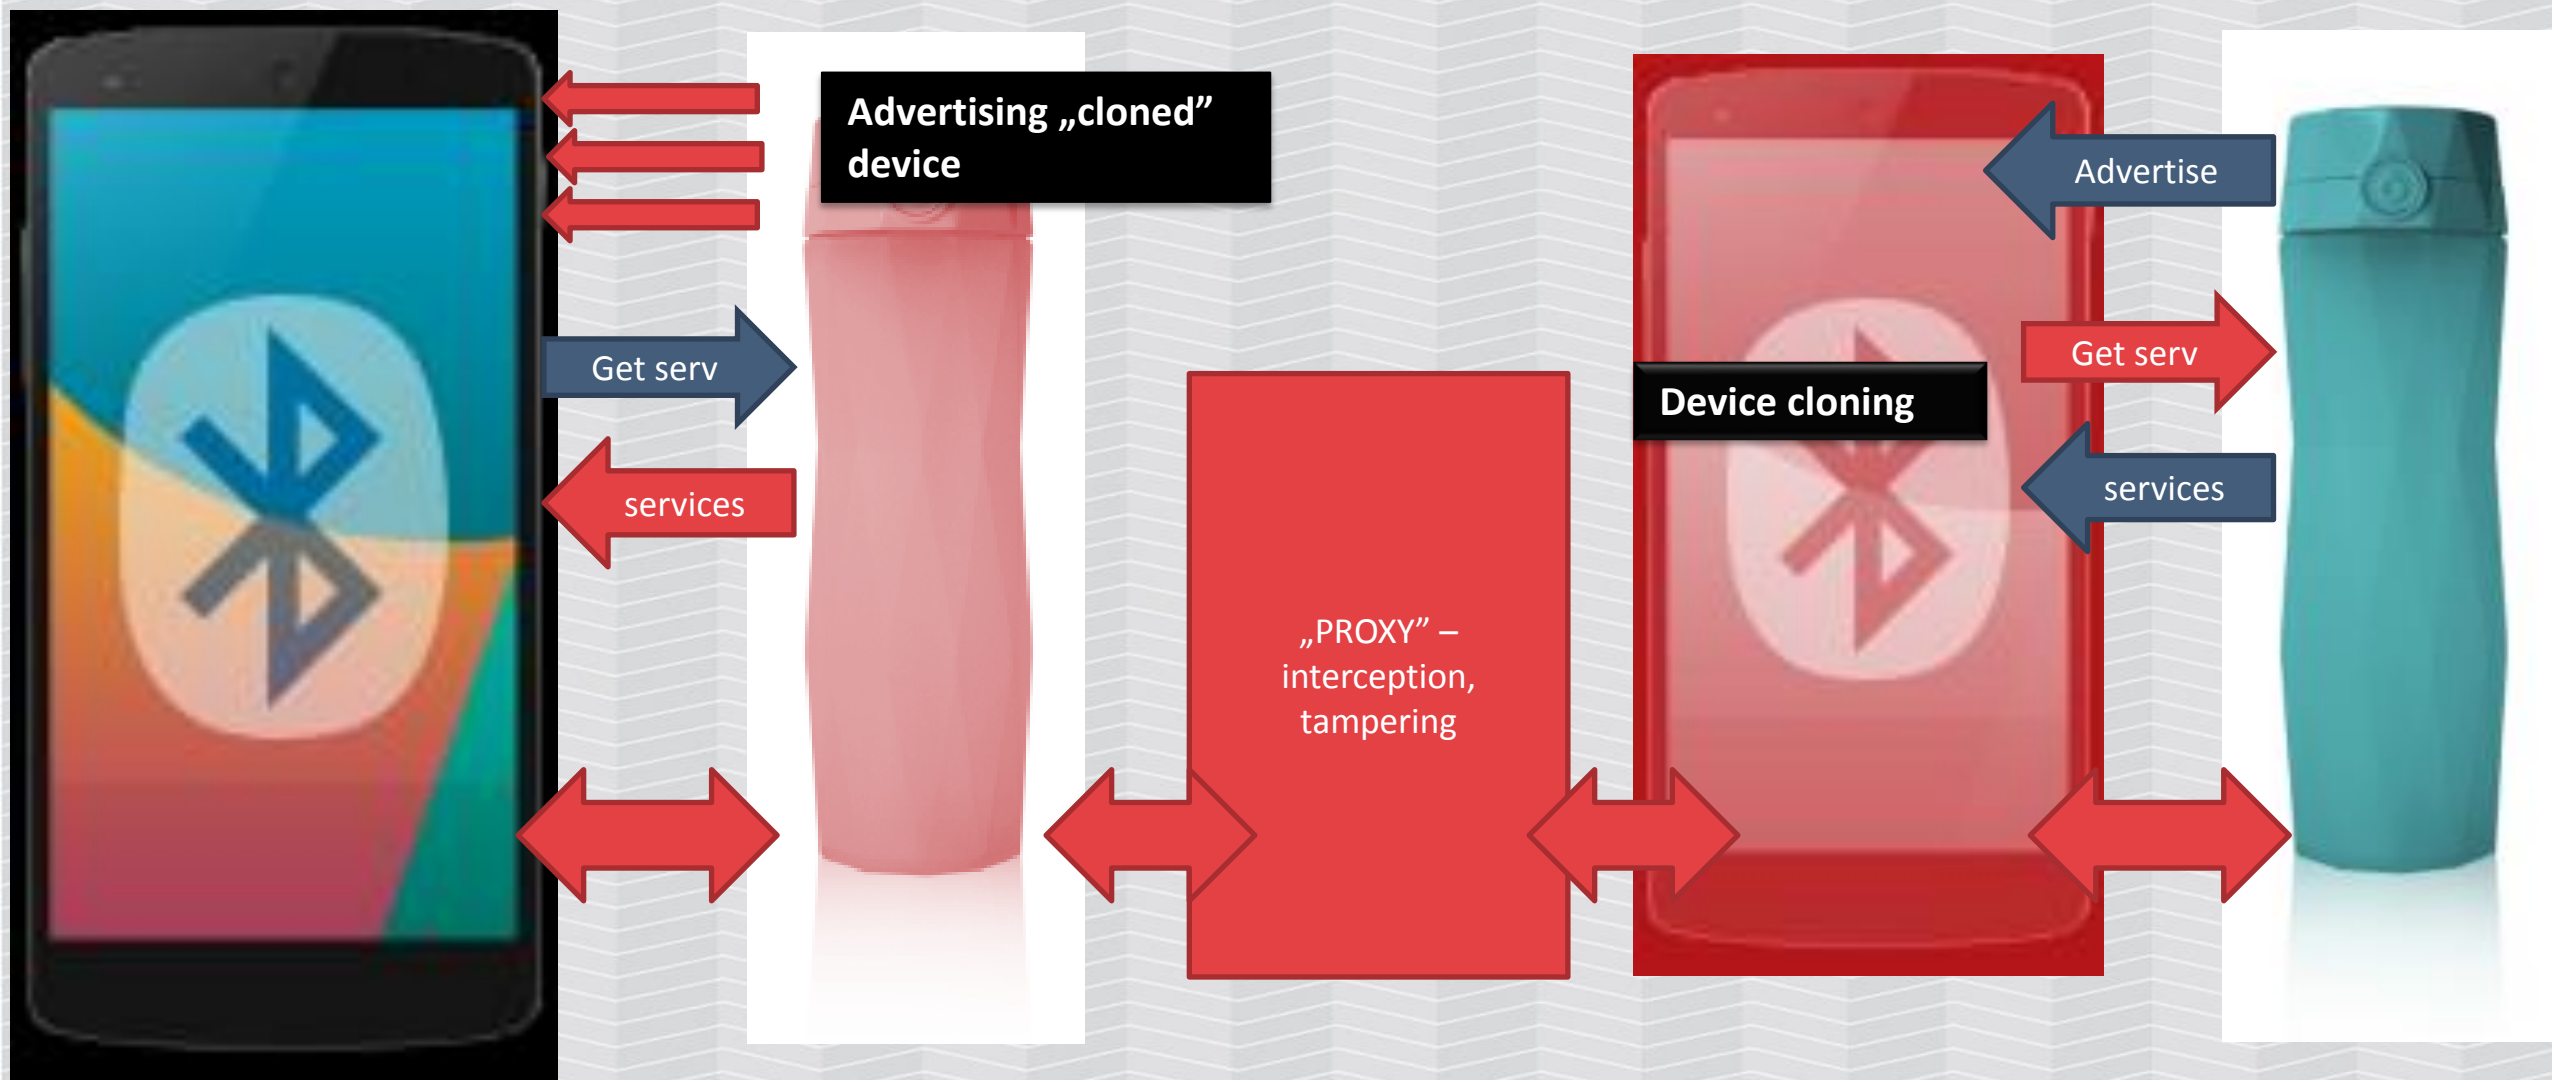 Advertising „cloned”
device
Get serv
services
„PROXY” –
interception,
tampering
Device cloning
Advertise
Get serv
services